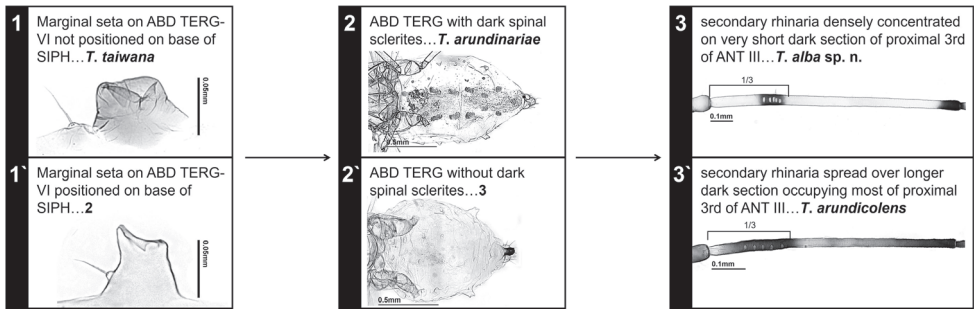 1
Marginal seta on ABD TERG-
VI not positioned on base of
SIPH...T. taiwana
0.05mm
1`
Marginal seta on ABD TERG-
VI positioned on base of
SIPH...2
0.05mm
2
ABD TERG with dark spinal
sclerites...T. arundinariae
0.5mm
2`
ABD TERG without dark
spinal sclerites...3
0.5mm
3
secondary rhinaria densely concentrated
on very short dark section of proximal 3rd
of ANT III...T. alba sp. n.
1/3
0.1mm
3`
secondary rhinaria spread over longer
dark section occupying most of proximal
3rd of ANT III...T. arundicolens
1/3
0.1mm